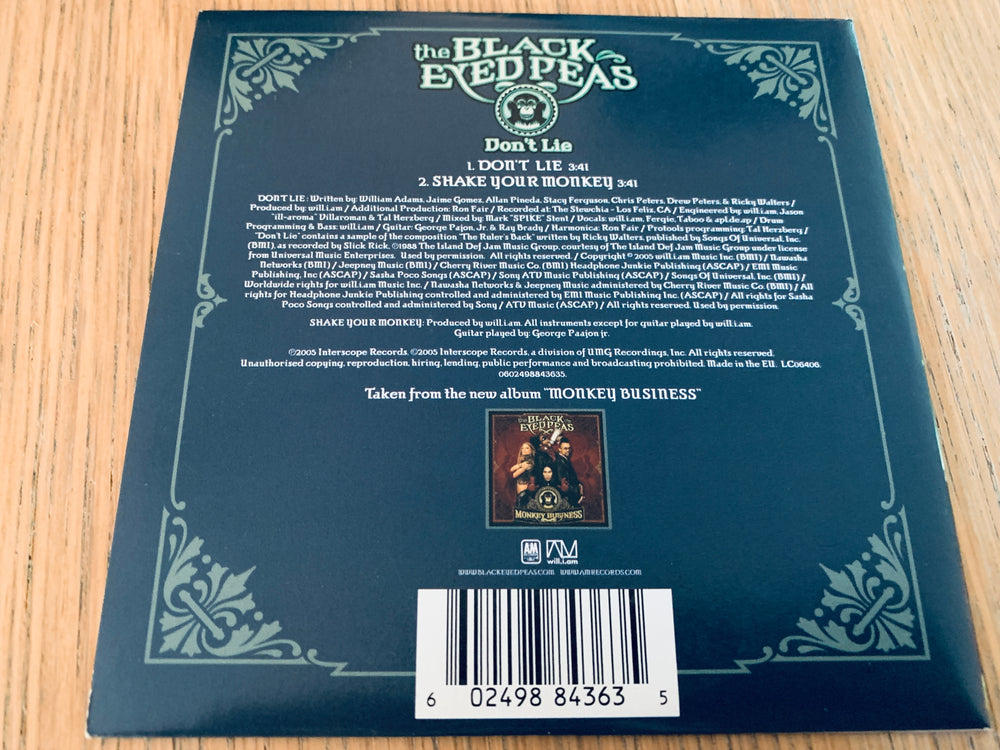 the BLACK
EYED PEAS
Don't Lie
1. DON'T LIE 3:41
2. SHAKE YOUR MONKEY 3:41
DON'T LIE: Written by: William Adams, Jaime Gomez, Allan Pineda, Stacy Ferguson, Chris Peters, Drew Peters, & Ricky Walters /
Produced by: will.i.am / Additional Production: Ron Fair / Recorded at: The Stewchia - Los Feliz, CA / Engineered by will.i.am, Jason
"ill-aroma" Villaroman & Tal Herzberg / Mixed by: Mark "SPIKE" Stent / Vocals: will.i.am, Fergie, Taboo & apl.de.ap / Drum
Programming & Bass: will.i.am / Guitar: George Pajon, Jr. & Ray Brady / Harmonica: Ron Fair / Protools programming: Tal Herzberg /
"Don't Lie" contains a sample of the composition "The Ruler's Back" written by Ricky Walters, published by Songs Of Universal, Inc.
(BMI), as recorded by Slick Rick, ℗1988 The Island Def Jam Music Group, courtesy of The Island Def Jam Music Group under license
from Universal Music Enterprises. Used by permission. All rights reserved. / Copyright © 2005 will.i.am Music Inc. (BMI) / Nawasha
Networks (BMI) / Jeepney Music (BMI) / Cherry River Music Co. (BMI) Headphone Junkie Publishing (ASCAP) / EMI Music
Publishing, Inc (ASCAP) / Sasha Poco Songs (ASCAP) / Sony ATV Music Publishing (ASCAP) / Songs Of Universal, Inc. (BMI) /
Worldwide rights for will.i.am Music Inc. / Nawasha Networks & Jeepney Music administered by Cherry River Music Co. (BMI) / All
rights for Headphone Junkie Publishing controlled and administered by EMI Music Publishing Inc. (ASCAP) / All rights for Sasha
Poco Songs controlled and administered by Sony / ATV Music (ASCAP) / All rights reserved. Used by permission.
SHAKE YOUR MONKEY: Produced by will.i.am. All instruments except for guitar played by will.i.am.
Guitar played by: George Paajon jr.
℗2005 Interscope Records, ©2005 Interscope Records, a division of UMG Recordings, Inc. All rights reserved.
Unauthorised copying, reproduction, hiring, lending, public performance and broadcasting prohibited. Made in the EU. LC06406.
0602498843635.
Taken from the new album "MONKEY BUSINESS"
the BLACK
EYED PEAS
MONKEY BUSINESS
A&M RECORDS
will.i.am
WWW.BLACKEYEDPEAS.COM WWW.AMRECORDS.COM
6 02498 84363 5